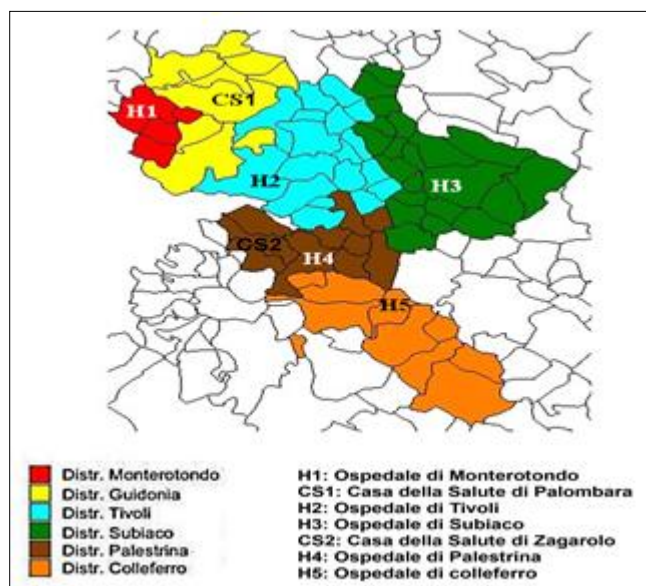 CS1
H1
H2
H3
CS2
H4
H5
Distr. Monterotondo
Distr. Guidonia
Distr. Tivoli
Distr. Subiaco
Distr. Palestrina
Distr. Colleferro
H1: Ospedale di Monterotondo
CS1: Casa della Salute di Palombara
H2: Ospedale di Tivoli
H3: Ospedale di Subiaco
CS2: Casa della Salute di Zagarolo
H4: Ospedale di Palestrina
H5: Ospedale di colleferro